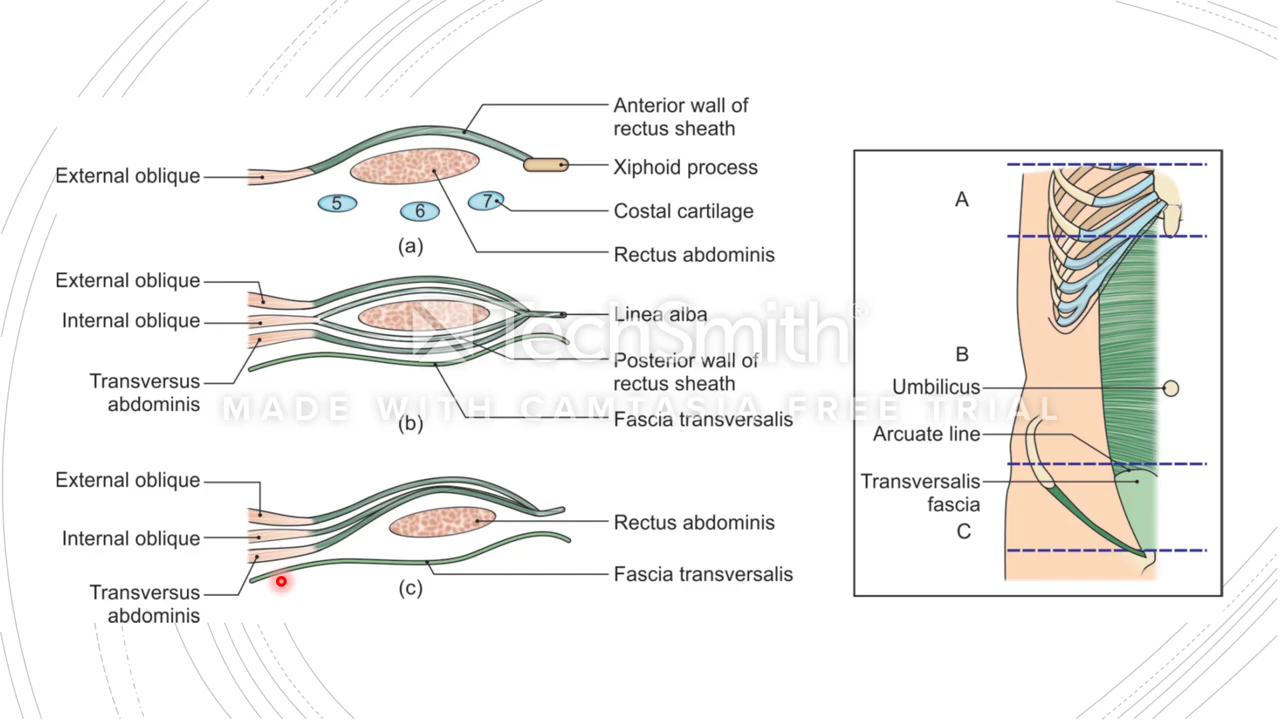 Anterior wall of
rectus sheath
External oblique
Xiphoid process
5
6
7
Costal cartilage
(a)
Rectus abdominis
External oblique
Internal oblique
Linea alba
Transversus
abdominis
Posterior wall of
rectus sheath
(b)
Fascia transversalis
External oblique
Internal oblique
Rectus abdominis
Transversus
abdominis
Fascia transversalis
(c)
A
B
Umbilicus
Arcuate line
Transversalis
fascia
C
TechSmith®
MADE WITH CAMTASIA FREE TRIAL